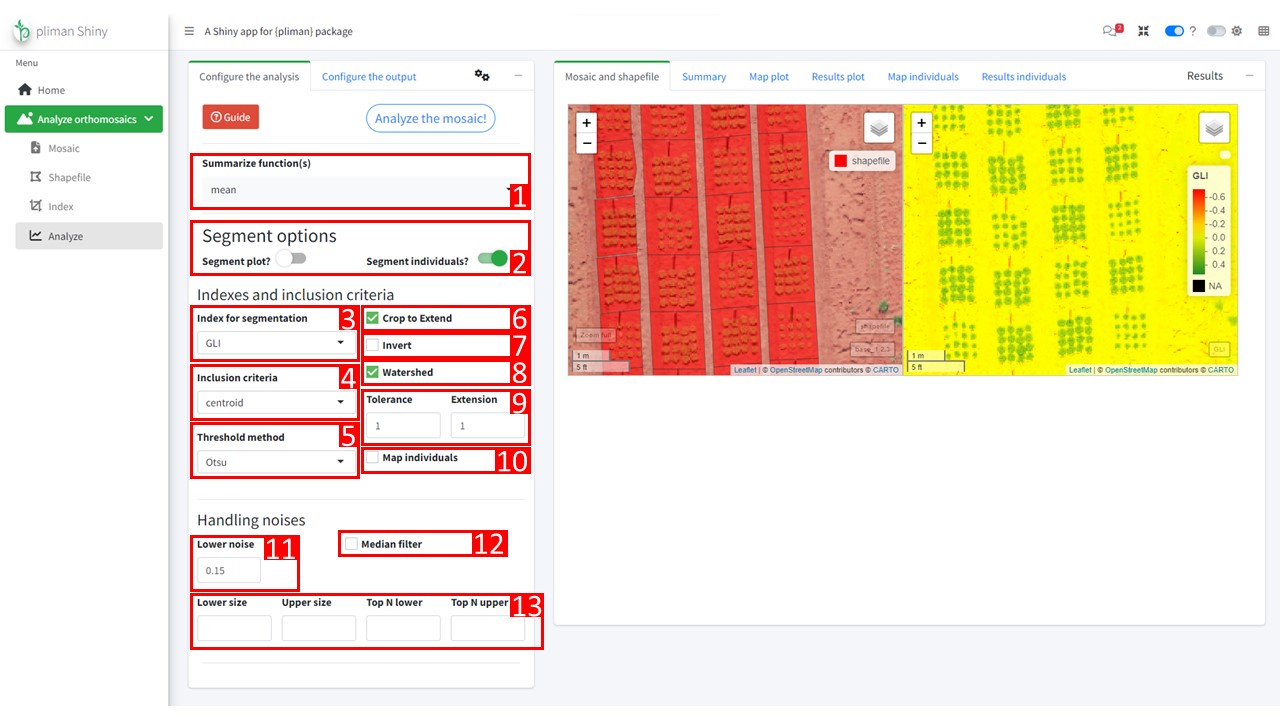 pliman Shiny
A Shiny app for {pliman} package
2
?
Menu
Home
Analyze orthomosaics
Mosaic
Shapefile
Index
Analyze
Configure the analysis
Configure the output
Guide
Analyze the mosaic!
Summarize function(s)
mean
1
Segment options
Segment plot?
Segment individuals?
2
Indexes and inclusion criteria
Index for segmentation
3
GLI
Inclusion criteria
4
centroid
Threshold method
5
Otsu
Crop to Extend
6
Invert
7
Watershed
8
Tolerance
Extension
9
1
1
Map individuals
10
Handling noises
Lower noise
11
0.15
Median filter
12
Lower size
Upper size
Top N lower
Top N upper
13
Mosaic and shapefile
Summary
Map plot
Results plot
Map individuals
Results individuals
Results
+
−
shapefile
Zoom full
shapefile
1 m
5 ft
Leaflet | © OpenStreetMap contributors © CARTO
+
−
GLI
-0.6
-0.4
-0.2
0.0
0.2
0.4
NA
GLI
1 m
5 ft
Leaflet | © OpenStreetMap contributors © CARTO